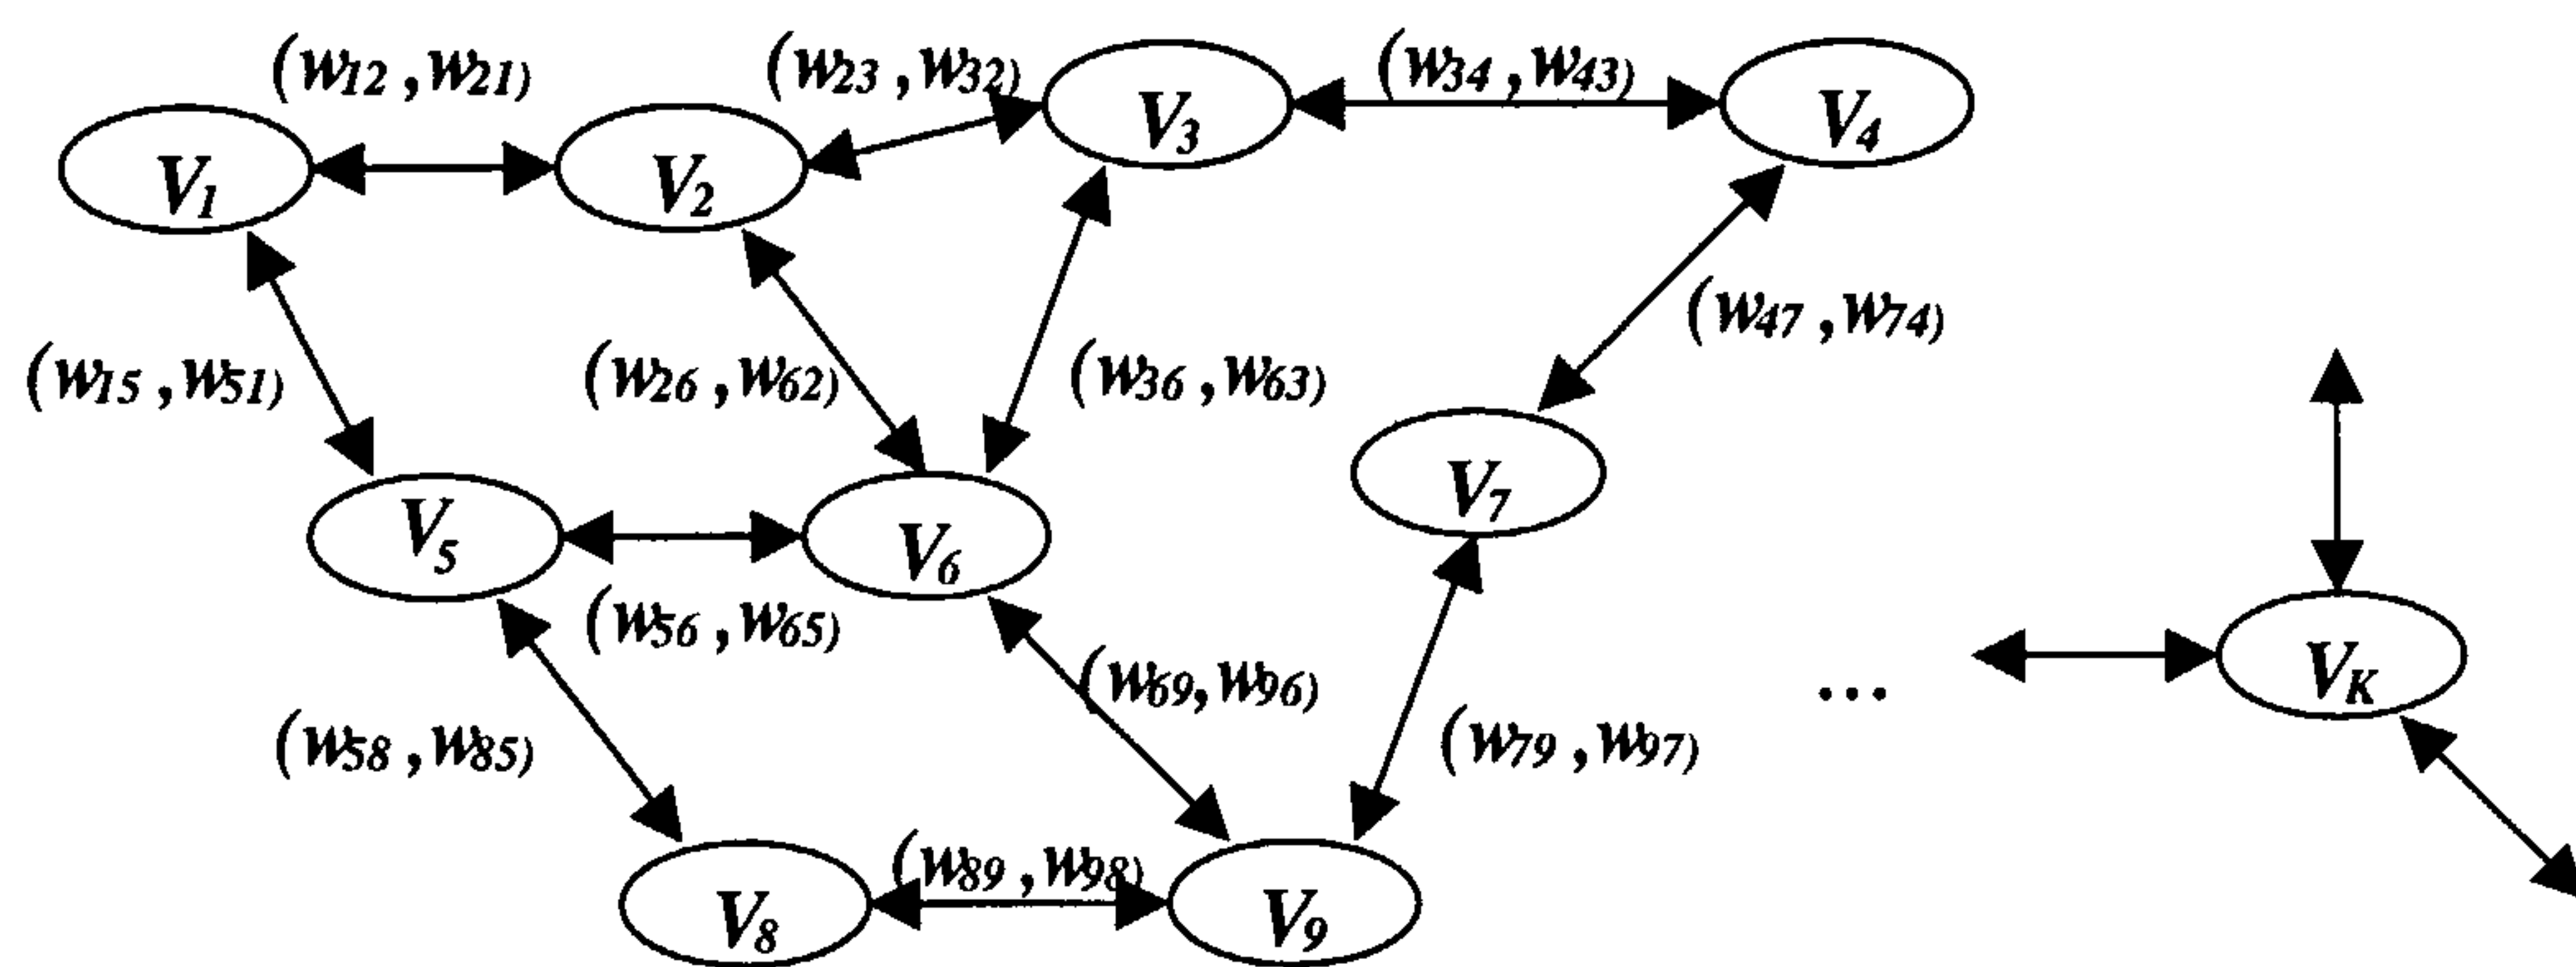 (w12 ,w21)
(w23 ,w32)
(w34 ,w43)
V1
V2
V3
V4
(w15 ,w51)
(w26 ,w62)
(w36 ,w63)
(w47 ,w74)
V5
V6
V7
(w56 ,w65)
(w58 ,w85)
(w69, w96)
(w79 ,w97)
...
VK
(w89 ,w98)
V8
V9